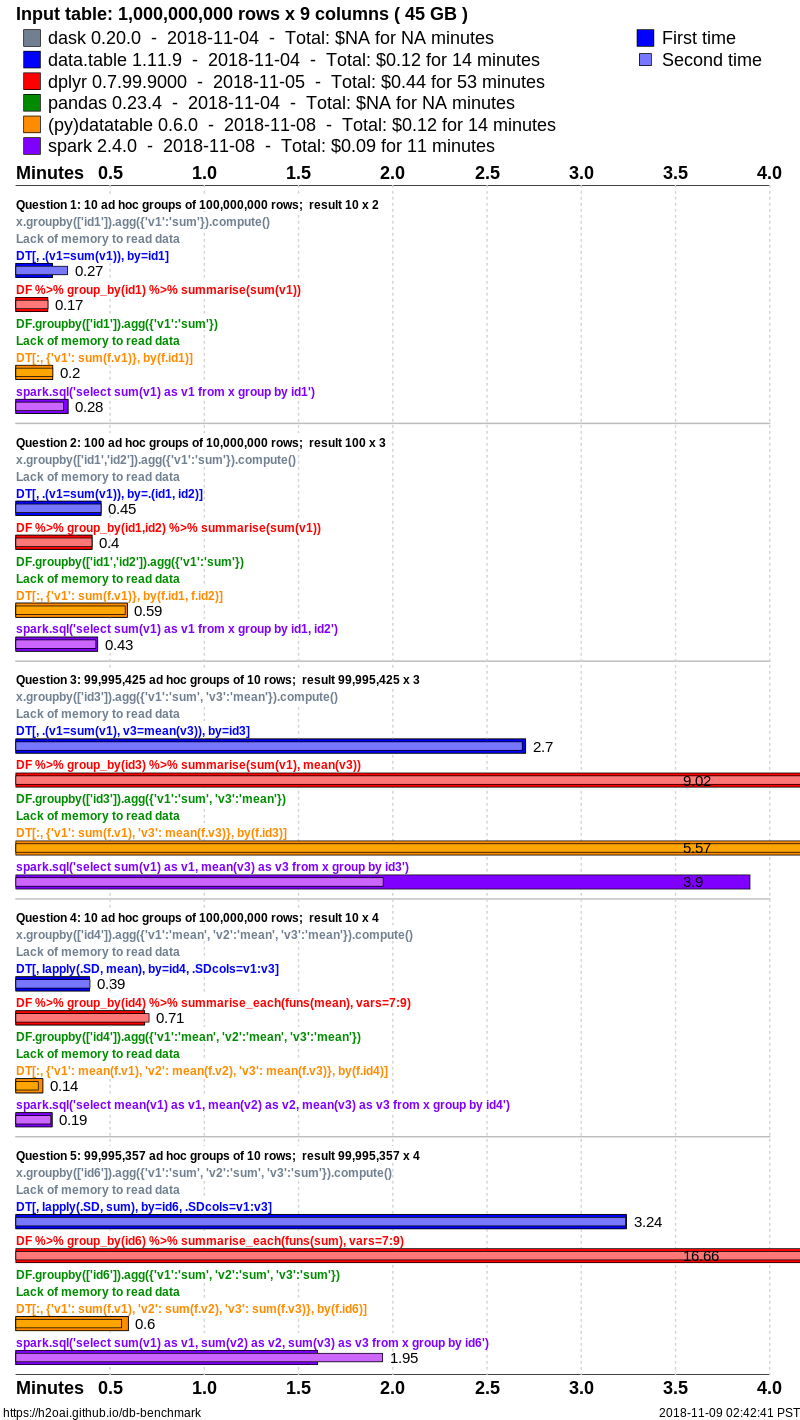 Input table: 1,000,000,000 rows x 9 columns ( 45 GB )
dask 0.20.0 - 2018-11-04 - Total: $NA for NA minutes
First time
data.table 1.11.9 - 2018-11-04 - Total: $0.12 for 14 minutes
Second time
dplyr 0.7.99.9000 - 2018-11-05 - Total: $0.44 for 53 minutes
pandas 0.23.4 - 2018-11-04 - Total: $NA for NA minutes
(py)datatable 0.6.0 - 2018-11-08 - Total: $0.12 for 14 minutes
spark 2.4.0 - 2018-11-08 - Total: $0.09 for 11 minutes
Minutes 0.5 1.0 1.5 2.0 2.5 3.0 3.5 4.0
Question 1: 10 ad hoc groups of 100,000,000 rows; result 10 x 2
x.groupby(['id1']).agg({'v1':'sum'}).compute()
Lack of memory to read data
DT[, .(v1=sum(v1)), by=id1]
0.27
DF %>% group_by(id1) %>% summarise(sum(v1))
0.17
DF.groupby(['id1']).agg({'v1':'sum'})
Lack of memory to read data
DT[:, {'v1': sum(f.v1)}, by(f.id1)]
0.2
spark.sql('select sum(v1) as v1 from x group by id1')
0.28
Question 2: 100 ad hoc groups of 10,000,000 rows; result 100 x 3
x.groupby(['id1','id2']).agg({'v1':'sum'}).compute()
Lack of memory to read data
DT[, .(v1=sum(v1)), by=.(id1, id2)]
0.45
DF %>% group_by(id1,id2) %>% summarise(sum(v1))
0.4
DF.groupby(['id1','id2']).agg({'v1':'sum'})
Lack of memory to read data
DT[:, {'v1': sum(f.v1)}, by(f.id1, f.id2)]
0.59
spark.sql('select sum(v1) as v1 from x group by id1, id2')
0.43
Question 3: 99,995,425 ad hoc groups of 10 rows; result 99,995,425 x 3
x.groupby(['id3']).agg({'v1':'sum', 'v3':'mean'}).compute()
Lack of memory to read data
DT[, .(v1=sum(v1), v3=mean(v3)), by=id3]
2.7
DF %>% group_by(id3) %>% summarise(sum(v1), mean(v3))
9.02
DF.groupby(['id3']).agg({'v1':'sum', 'v3':'mean'})
Lack of memory to read data
DT[:, {'v1': sum(f.v1), 'v3': mean(f.v3)}, by(f.id3)]
5.57
spark.sql('select sum(v1) as v1, mean(v3) as v3 from x group by id3')
3.9
Question 4: 10 ad hoc groups of 100,000,000 rows; result 10 x 4
x.groupby(['id4']).agg({'v1':'mean', 'v2':'mean', 'v3':'mean'}).compute()
Lack of memory to read data
DT[, lapply(.SD, mean), by=id4, .SDcols=v1:v3]
0.39
DF %>% group_by(id4) %>% summarise_each(funs(mean), vars=7:9)
0.71
DF.groupby(['id4']).agg({'v1':'mean', 'v2':'mean', 'v3':'mean'})
Lack of memory to read data
DT[:, {'v1': mean(f.v1), 'v2': mean(f.v2), 'v3': mean(f.v3)}, by(f.id4)]
0.14
spark.sql('select mean(v1) as v1, mean(v2) as v2, mean(v3) as v3 from x group by id4')
0.19
Question 5: 99,995,357 ad hoc groups of 10 rows; result 99,995,357 x 4
x.groupby(['id6']).agg({'v1':'sum', 'v2':'sum', 'v3':'sum'}).compute()
Lack of memory to read data
DT[, lapply(.SD, sum), by=id6, .SDcols=v1:v3]
3.24
DF %>% group_by(id6) %>% summarise_each(funs(sum), vars=7:9)
16.66
DF.groupby(['id6']).agg({'v1':'sum', 'v2':'sum', 'v3':'sum'})
Lack of memory to read data
DT[:, {'v1': sum(f.v1), 'v2': sum(f.v2), 'v3': sum(f.v3)}, by(f.id6)]
0.6
spark.sql('select sum(v1) as v1, sum(v2) as v2, sum(v3) as v3 from x group by id6')
1.95
Minutes 0.5 1.0 1.5 2.0 2.5 3.0 3.5 4.0
https://h2oai.github.io/db-benchmark
2018-11-09 02:42:41 PST